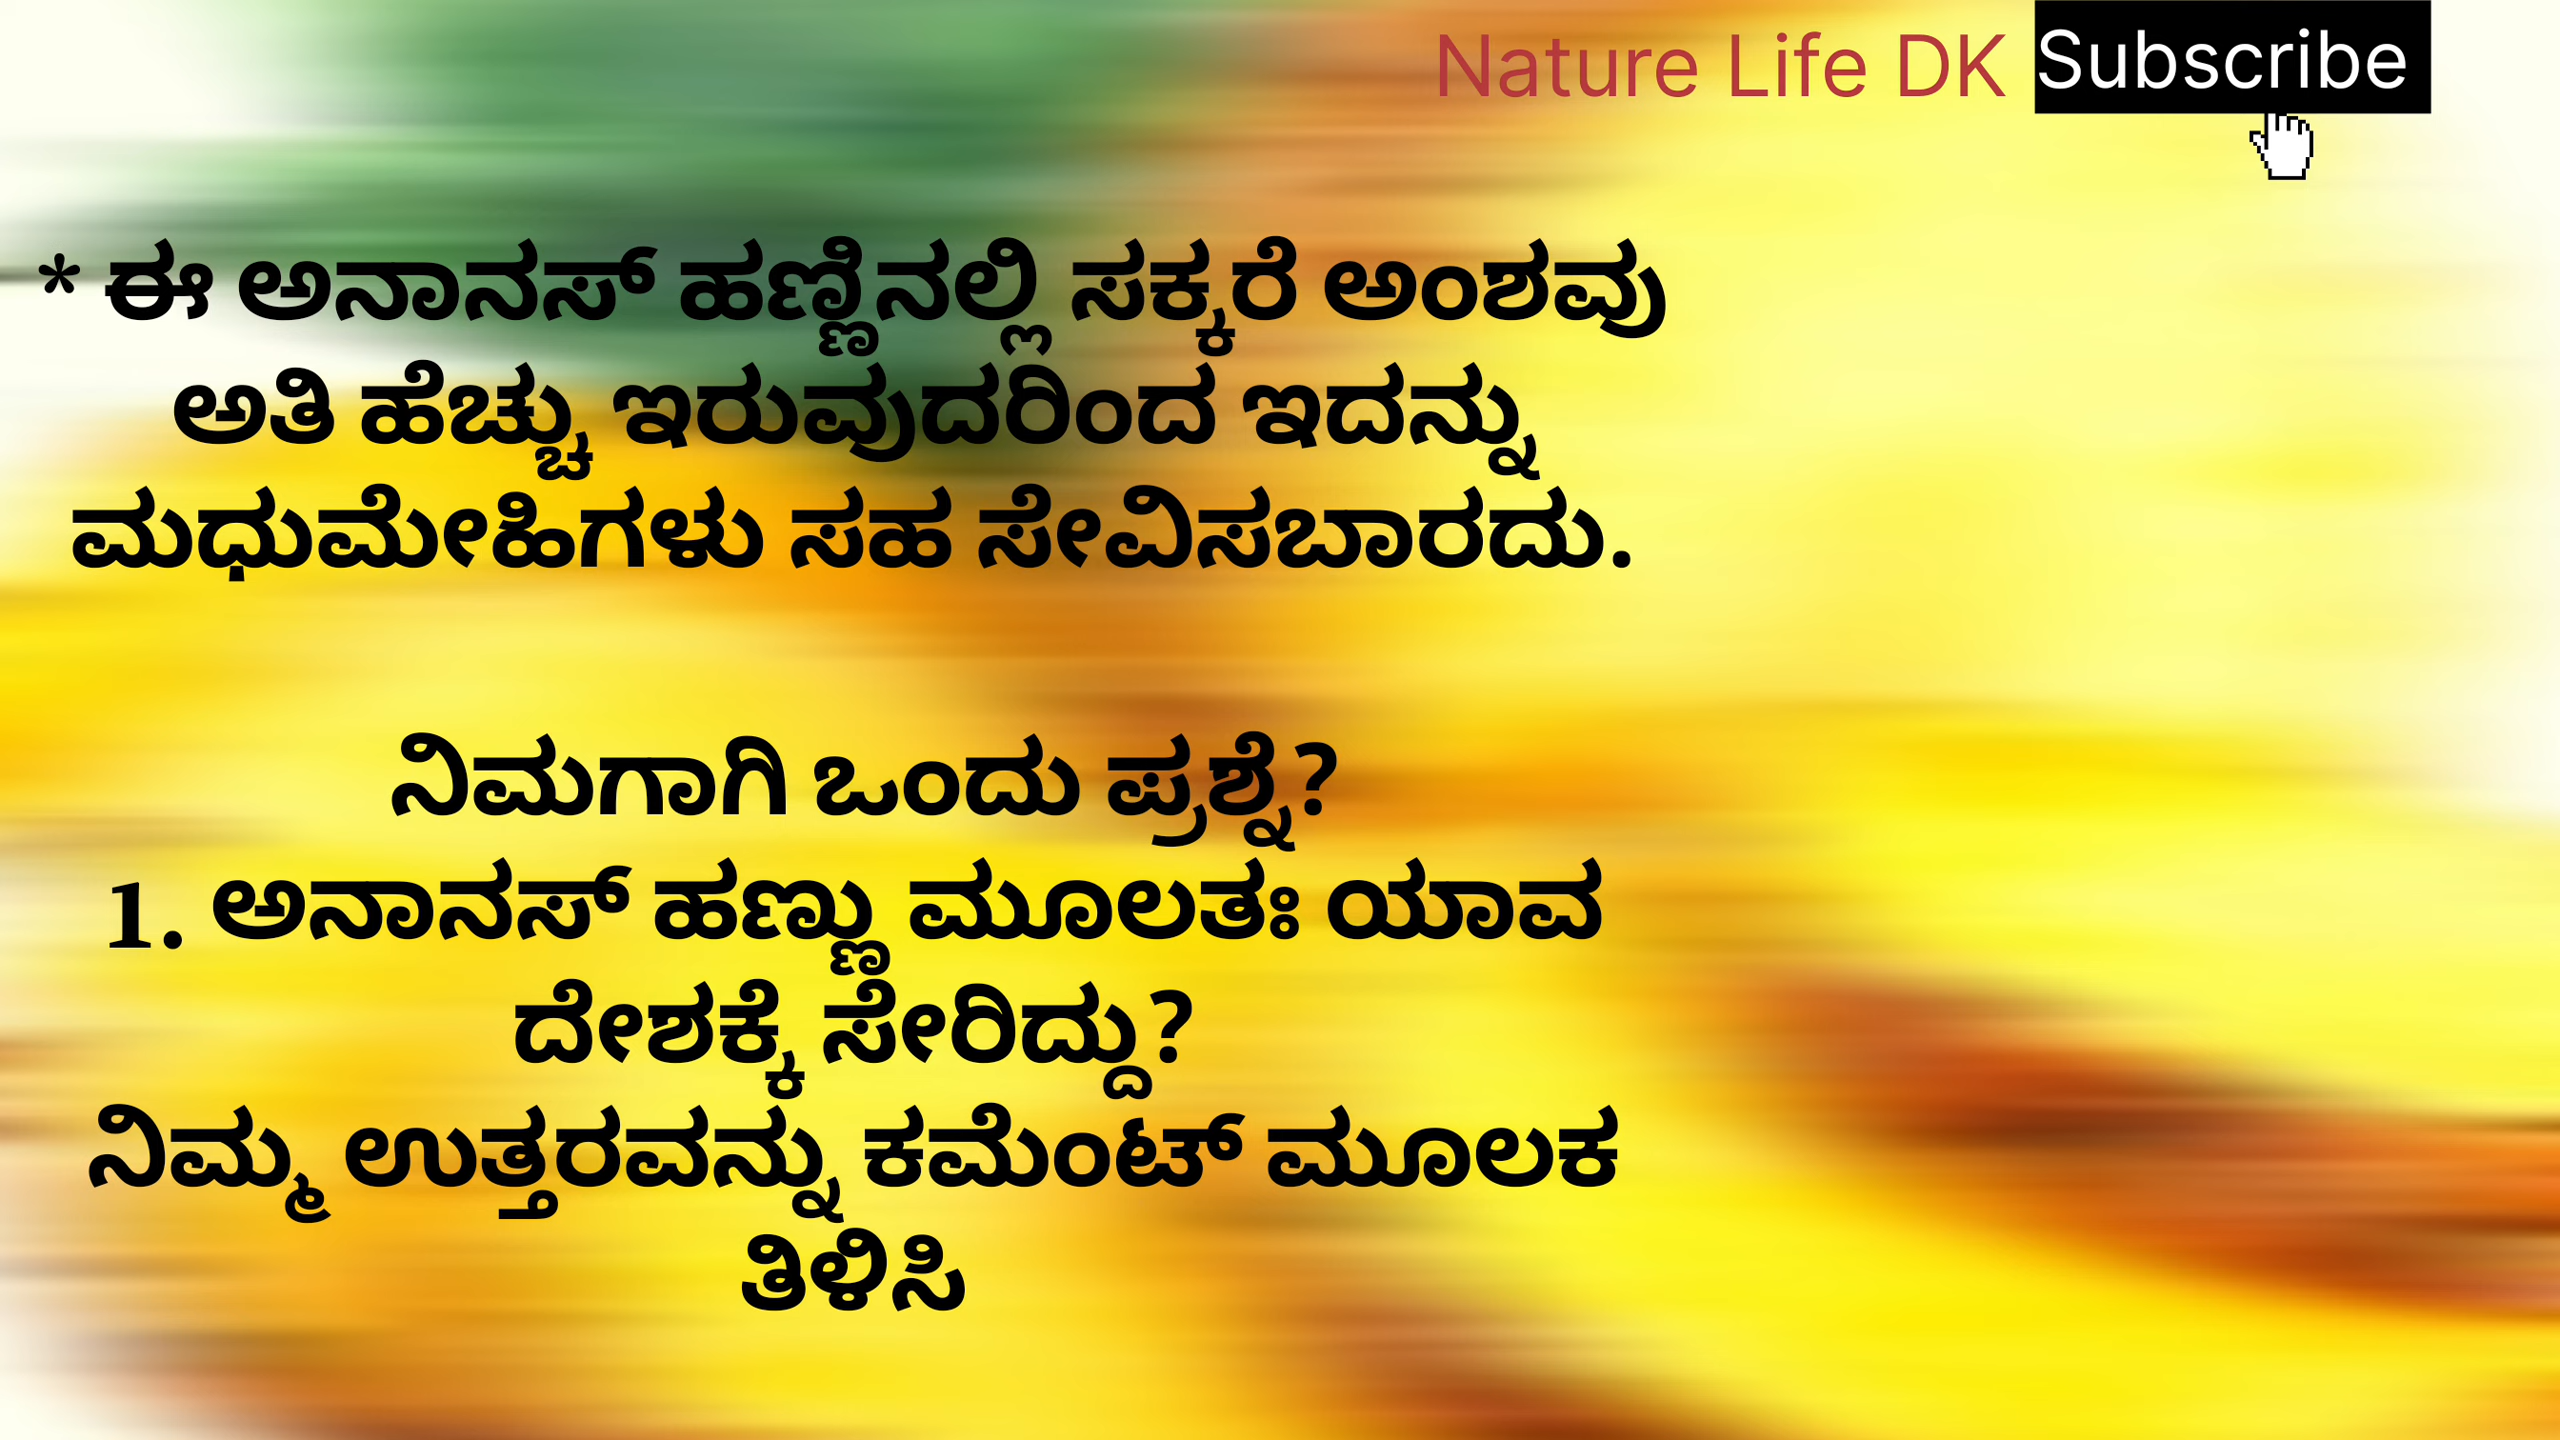 Nature Life DK Subscribe
* ಈ ಅನಾನಸ್ ಹಣ್ಣಿನಲ್ಲಿ ಸಕ್ಕರೆ ಅಂಶವು
ಅತಿ ಹೆಚ್ಚು ಇರುವುದರಿಂದ ಇದನ್ನು
ಮಧುಮೇಹಿಗಳು ಸಹ ಸೇವಿಸಬಾರದು.
ನಿಮಗಾಗಿ ಒಂದು ಪ್ರಶ್ನೆ?
1. ಅನಾನಸ್ ಹಣ್ಣು ಮೂಲತಃ ಯಾವ
ದೇಶಕ್ಕೆ ಸೇರಿದ್ದು?
ನಿಮ್ಮ ಉತ್ತರವನ್ನು ಕಮೆಂಟ್ ಮೂಲಕ
ತಿಳಿಸಿ